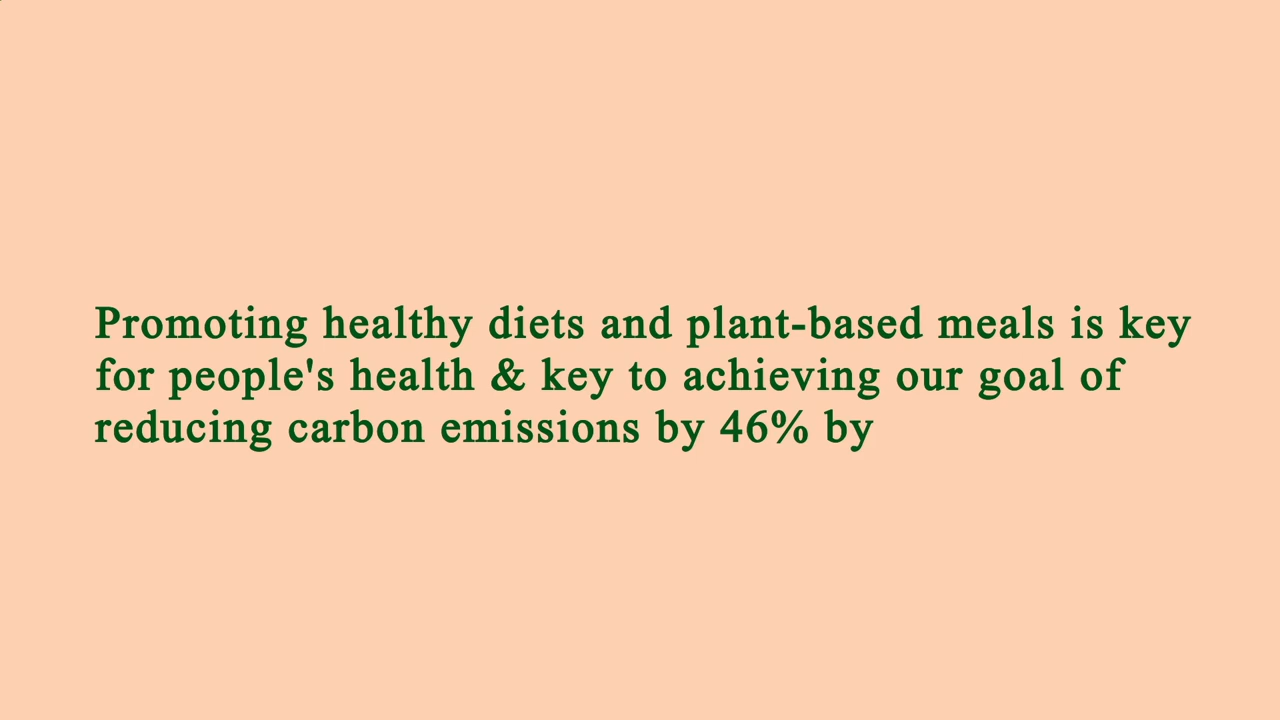 Promoting healthy diets and plant-based meals is key
for people's health & key to achieving our goal of
reducing carbon emissions by 46% by